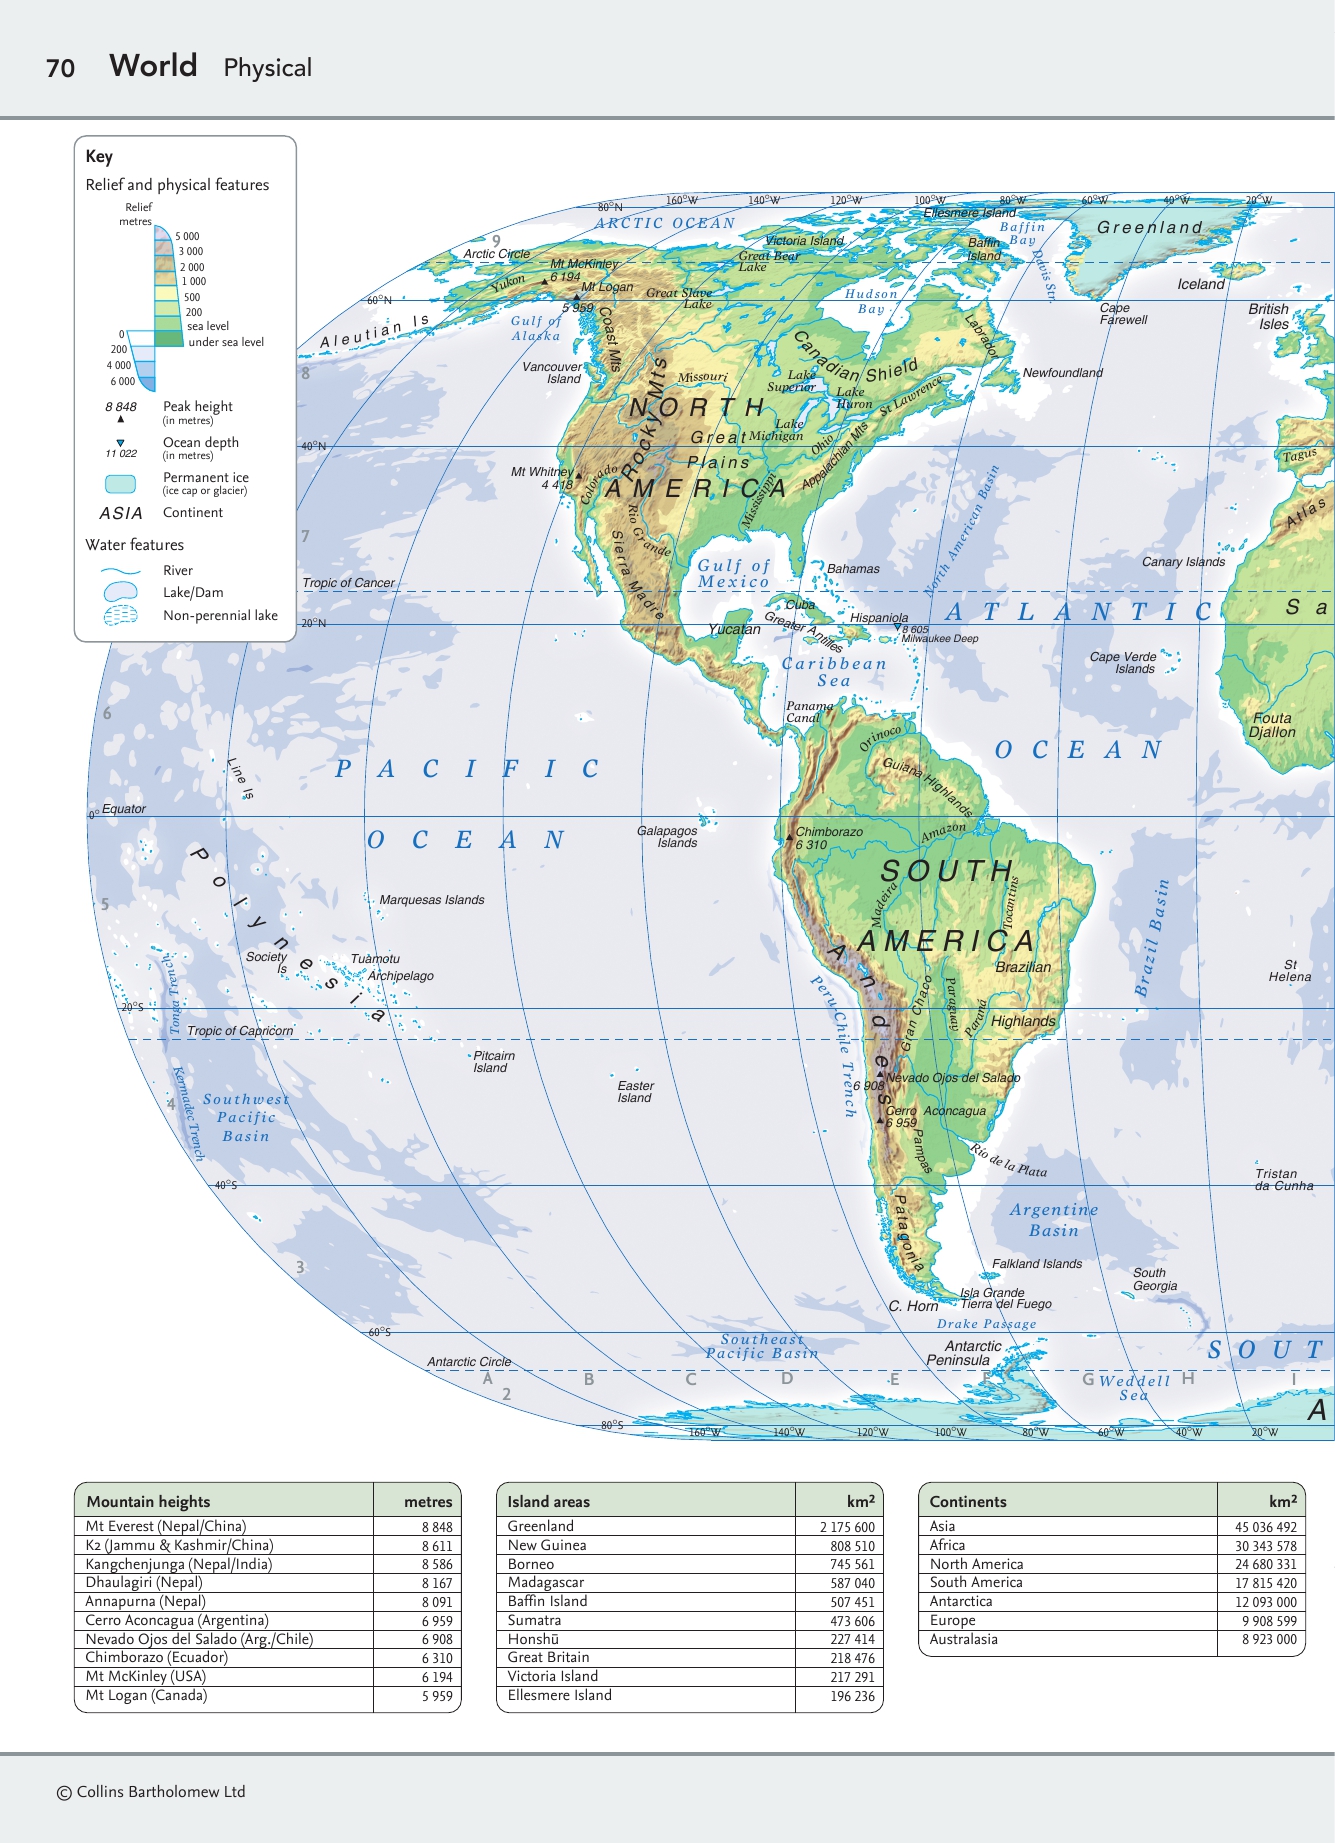 70 World Physical
Key
Relief and physical features
Relief
metres
5 000
3 000
2 000
1 000
500
200
sea level
under sea level
0
200
4 000
6 000
8 848
Peak height
(in metres)
Ocean depth
11 022
(in metres)
Permanent ice
(ice cap or glacier)
ASIA
Continent
Water features
River
Lake/Dam
Non-perennial lake
80°N
160°W
140°W
120°W
100°W
80°W
60°W
40°W
20°W
ARCTIC OCEAN
Ellesmere Island
Greenland
Baffin
Bay
9
Victoria Island
Baffin
Island
Arctic Circle
Great Bear
Lake
Davis Str.
Mt McKinley
6 194
Yukon
Mt Logan
5 959
Great Slave
Lake
Hudson
Bay
Iceland
60°N
Cape
Farewell
British
Isles
Aleutian Is
Gulf of
Alaska
Coast Mts
Labrador
Canadian Shield
8
Vancouver
Island
Rocky Mts
Missouri
Lake
Superior
Lake
Huron
St Lawrence
Newfoundland
NORTH
AMERICA
Great
Plains
Lake
Michigan
Ohio
Appalachian Mts
40°N
Tagus
Mt Whitney
4 418
Colorado
Mississippi
Atlas
7
Rio Grande
Sierra Madre
North American Basin
Gulf of
Mexico
Bahamas
Canary Islands
Tropic of Cancer
Cuba
Greater Antilles
Hispaniola
ATLANTIC
OCEAN
Sa
20°N
Yucatan
8 605
Milwaukee Deep
Caribbean
Sea
Cape Verde
Islands
6
Panama
Canal
Fouta
Djallon
Orinoco
Guiana Highlands
PACIFIC
OCEAN
Line Is
0° Equator
Galapagos
Islands
Chimborazo
6 310
Amazon
SOUTH
AMERICA
Polynesia
5
Marquesas Islands
Madeira
Tocantins
Brazil Basin
Andes
Society
Is
Tuamotu
Archipelago
Brazilian
Highlands
St
Helena
Tonga Trench
Peru-Chile Trench
Gran Chaco
Paraguay
Paraná
20°S
Tropic of Capricorn
Pitcairn
Island
Easter
Island
6 908
Nevado Ojos del Salado
4
Kermadec Trench
Southwest
Pacific
Basin
Cerro Aconcagua
6 959
Pampas
Río de la Plata
Tristan
da Cunha
40°S
Patagonia
Argentine
Basin
3
Falkland Islands
South
Georgia
Isla Grande
Tierra del Fuego
C. Horn
Drake Passage
60°S
Southeast
Pacific Basin
Antarctic
Peninsula
SOUT
Antarctic Circle
A
B
C
D
E
F
G
H
I
2
Weddell
Sea
A
80°S
160°W
140°W
120°W
100°W
80°W
60°W
40°W
20°W
Mountain heights metres
Mt Everest (Nepal/China) 8 848
K2 (Jammu & Kashmir/China) 8 611
Kangchenjunga (Nepal/India) 8 586
Dhaulagiri (Nepal) 8 167
Annapurna (Nepal) 8 091
Cerro Aconcagua (Argentina) 6 959
Nevado Ojos del Salado (Arg./Chile) 6 908
Chimborazo (Ecuador) 6 310
Mt McKinley (USA) 6 194
Mt Logan (Canada) 5 959
Island areas km²
Greenland 2 175 600
New Guinea 808 510
Borneo 745 561
Madagascar 587 040
Baffin Island 507 451
Sumatra 473 606
Honshū 227 414
Great Britain 218 476
Victoria Island 217 291
Ellesmere Island 196 236
Continents km²
Asia 45 036 492
Africa 30 343 578
North America 24 680 331
South America 17 815 420
Antarctica 12 093 000
Europe 9 908 599
Australasia 8 923 000
© Collins Bartholomew Ltd